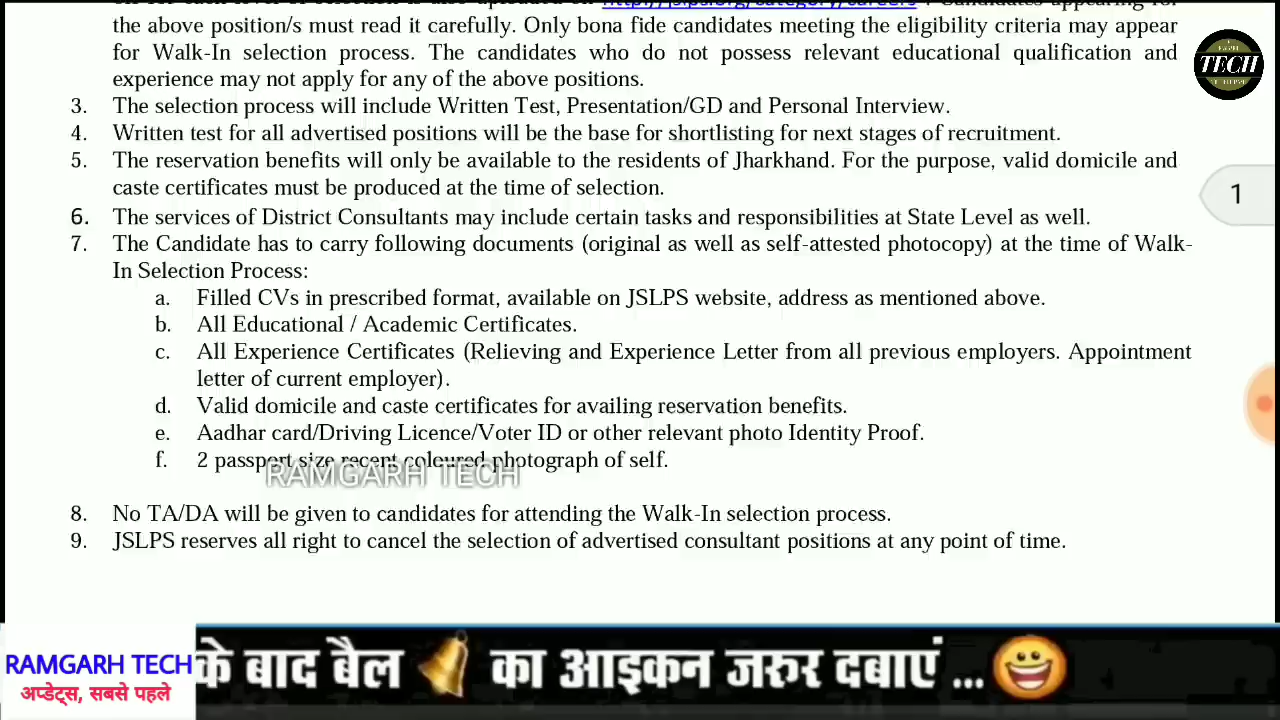 the above position/s must read it carefully. Only bona fide candidates meeting the eligibility criteria may appear
for Walk-In selection process. The candidates who do not possess relevant educational qualification and
experience may not apply for any of the above positions.
3. The selection process will include Written Test, Presentation/GD and Personal Interview.
4. Written test for all advertised positions will be the base for shortlisting for next stages of recruitment.
5. The reservation benefits will only be available to the residents of Jharkhand. For the purpose, valid domicile and
caste certificates must be produced at the time of selection.
6. The services of District Consultants may include certain tasks and responsibilities at State Level as well.
7. The Candidate has to carry following documents (original as well as self-attested photocopy) at the time of Walk-
In Selection Process:
a. Filled CVs in prescribed format, available on JSLPS website, address as mentioned above.
b. All Educational / Academic Certificates.
c. All Experience Certificates (Relieving and Experience Letter from all previous employers. Appointment
letter of current employer).
d. Valid domicile and caste certificates for availing reservation benefits.
e. Aadhar card/Driving Licence/Voter ID or other relevant photo Identity Proof.
f. 2 passport size recent coloured photograph of self.
RAMGARH TECH
8. No TA/DA will be given to candidates for attending the Walk-In selection process.
9. JSLPS reserves all right to cancel the selection of advertised consultant positions at any point of time.
TECH
1
RAMGARH TECH
अप्डेट्स, सबसे पहले
के बाद बैल 🔔 का आइकन जरुर दबाएं ... 😀